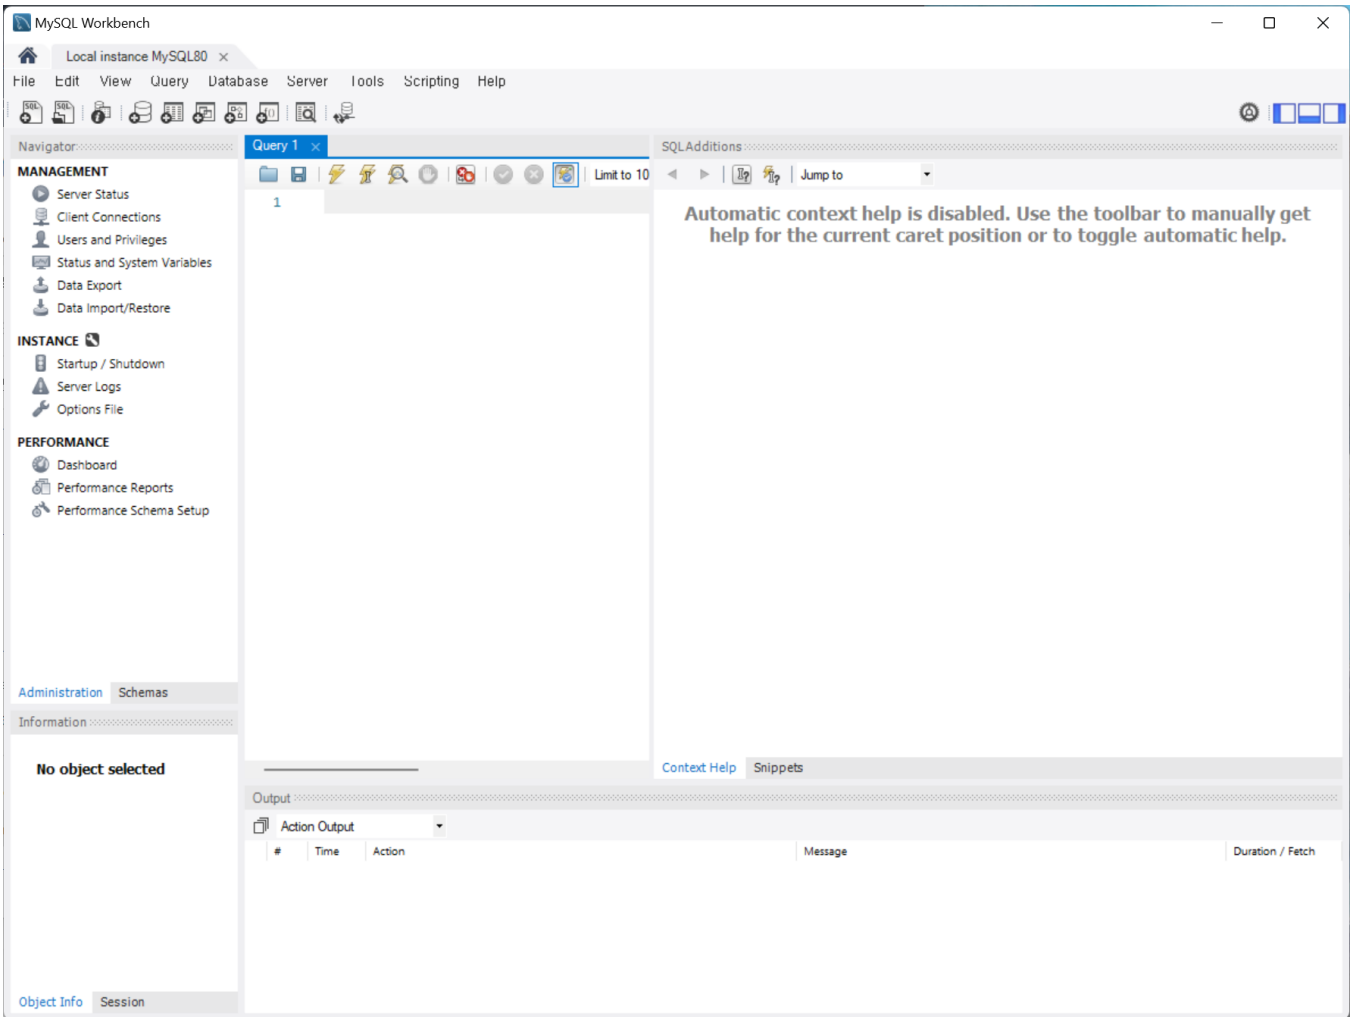 MySQL Workbench
Local instance MySQL80
File Edit View Query Database Server Tools Scripting Help
Navigator
MANAGEMENT
Server Status
Client Connections
Users and Privileges
Status and System Variables
Data Export
Data Import/Restore
INSTANCE
Startup / Shutdown
Server Logs
Options File
PERFORMANCE
Dashboard
Performance Reports
Performance Schema Setup
Administration Schemas
Information
No object selected
Object Info Session
Query 1
Limit to 10
1
SQLAdditions
Jump to
Automatic context help is disabled. Use the toolbar to manually get
help for the current caret position or to toggle automatic help.
Context Help Snippets
Output
Action Output
# Time Action Message Duration / Fetch